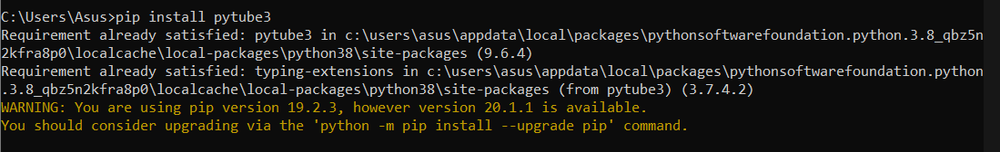 C:\Users\Asus>pip install pytube3
Requirement already satisfied: pytube3 in c:\users\asus\appdata\local\packages\pythonsoftwarefoundation.python.3.8_qbz5n
2kfra8p0\localcache\local-packages\python38\site-packages (9.6.4)
Requirement already satisfied: typing-extensions in c:\users\asus\appdata\local\packages\pythonsoftwarefoundation.python
.3.8_qbz5n2kfra8p0\localcache\local-packages\python38\site-packages (from pytube3) (3.7.4.2)
WARNING: You are using pip version 19.2.3, however version 20.1.1 is available.
You should consider upgrading via the 'python -m pip install --upgrade pip' command.